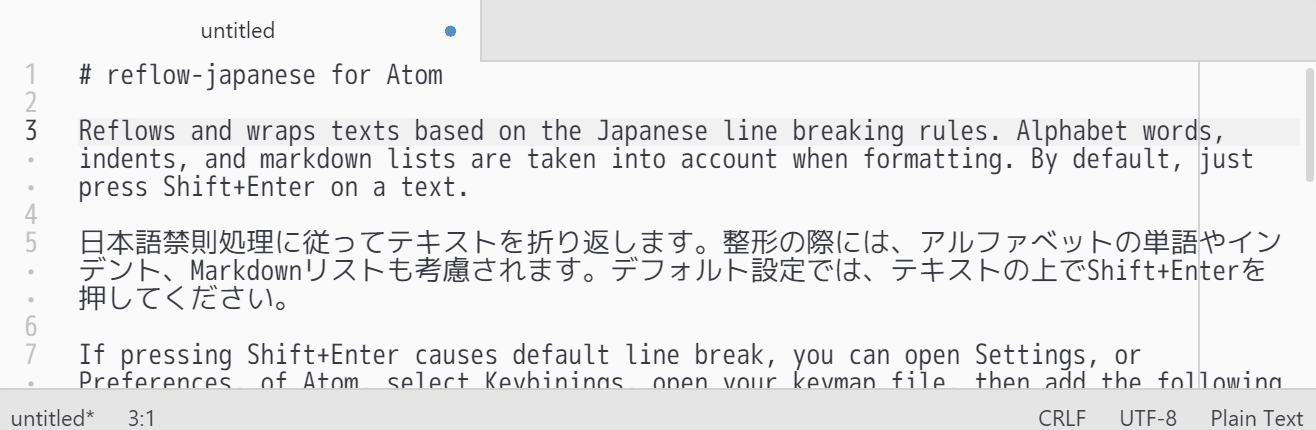 untitled
1 # reflow-japanese for Atom
2
3 Reflows and wraps texts based on the Japanese line breaking rules. Alphabet words,
· indents, and markdown lists are taken into account when formatting. By default, just
· press Shift+Enter on a text.
4
5 日本語禁則処理に従ってテキストを折り返します。整形の際には、アルファベットの単語やイン
· デント、Markdownリストも考慮されます。デフォルト設定では、テキストの上でShift+Enterを
· 押してください。
6
7 If pressing Shift+Enter causes default line break, you can open Settings, or
· Preferences, of Atom, select Keybinings, open your keymap file, then add the following
untitled* 3:1 CRLF UTF-8 Plain Text